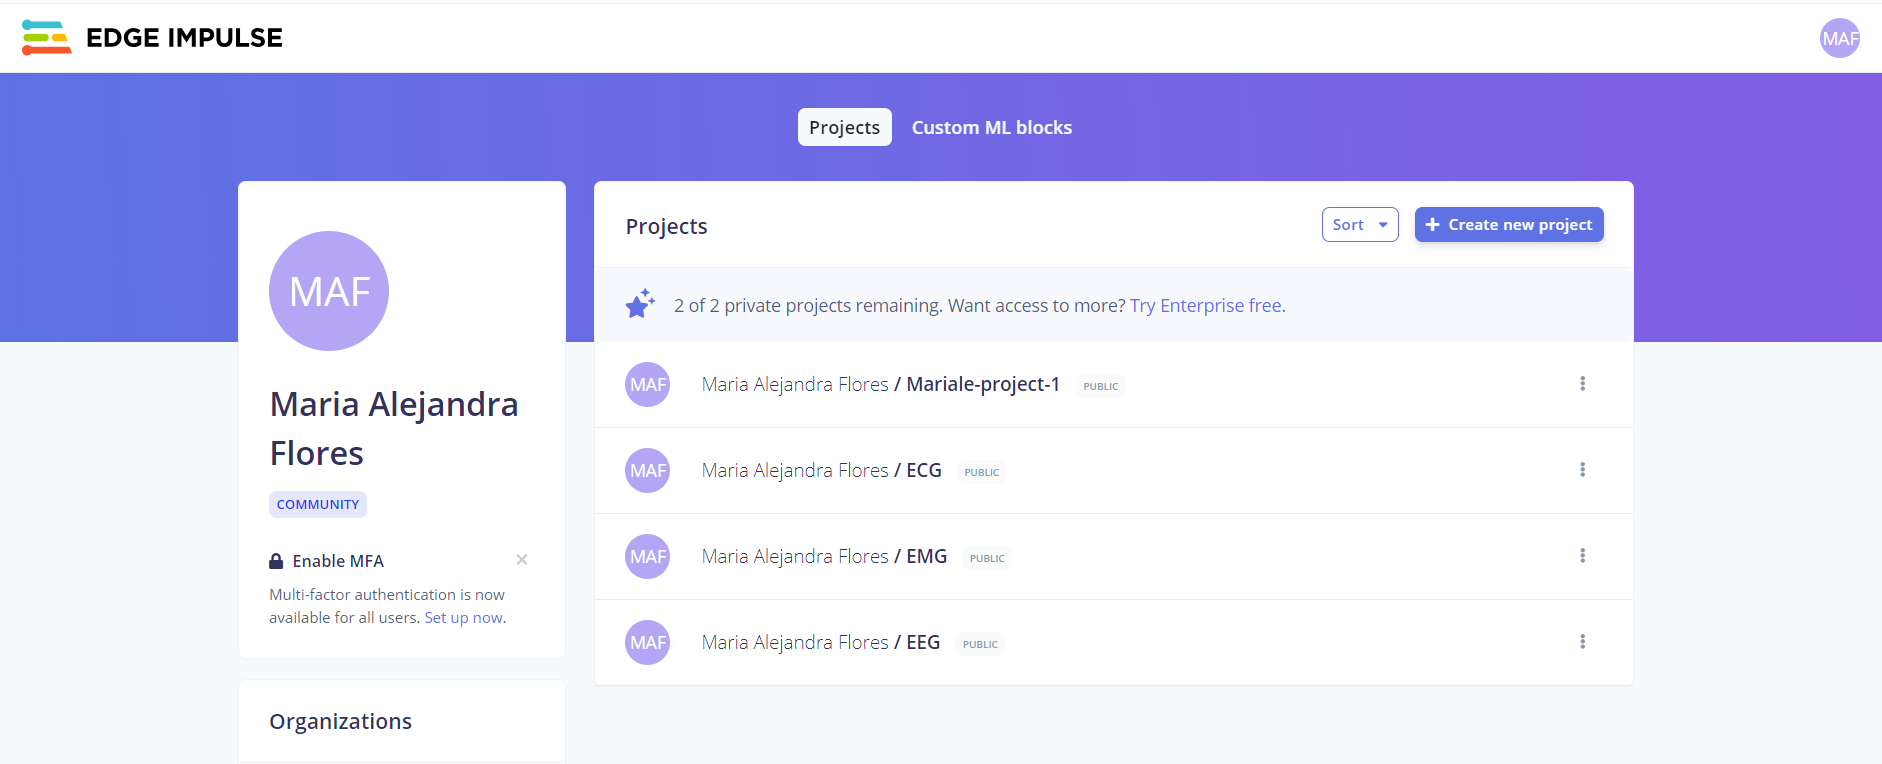 EDGE IMPULSE
MAF
Projects
Custom ML blocks
MAF
Maria Alejandra
Flores
COMMUNITY
Enable MFA
Multi-factor authentication is now
available for all users. Set up now.
Organizations
Projects
Sort
Create new project
2 of 2 private projects remaining. Want access to more? Try Enterprise free.
MAF Maria Alejandra Flores / Mariale-project-1 PUBLIC
MAF Maria Alejandra Flores / ECG PUBLIC
MAF Maria Alejandra Flores / EMG PUBLIC
MAF Maria Alejandra Flores / EEG PUBLIC